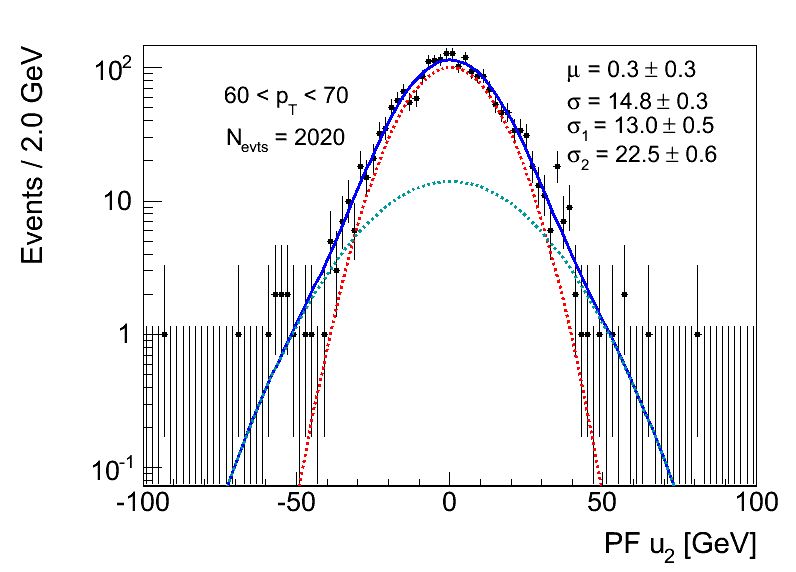 Events / 2.0 GeV
10²
10
1
10⁻¹
60 < p_T < 70
N_evts = 2020
μ = 0.3 ± 0.3
σ = 14.8 ± 0.3
σ₁ = 13.0 ± 0.5
σ₂ = 22.5 ± 0.6
-100 -50 0 50 100
PF u₂ [GeV]